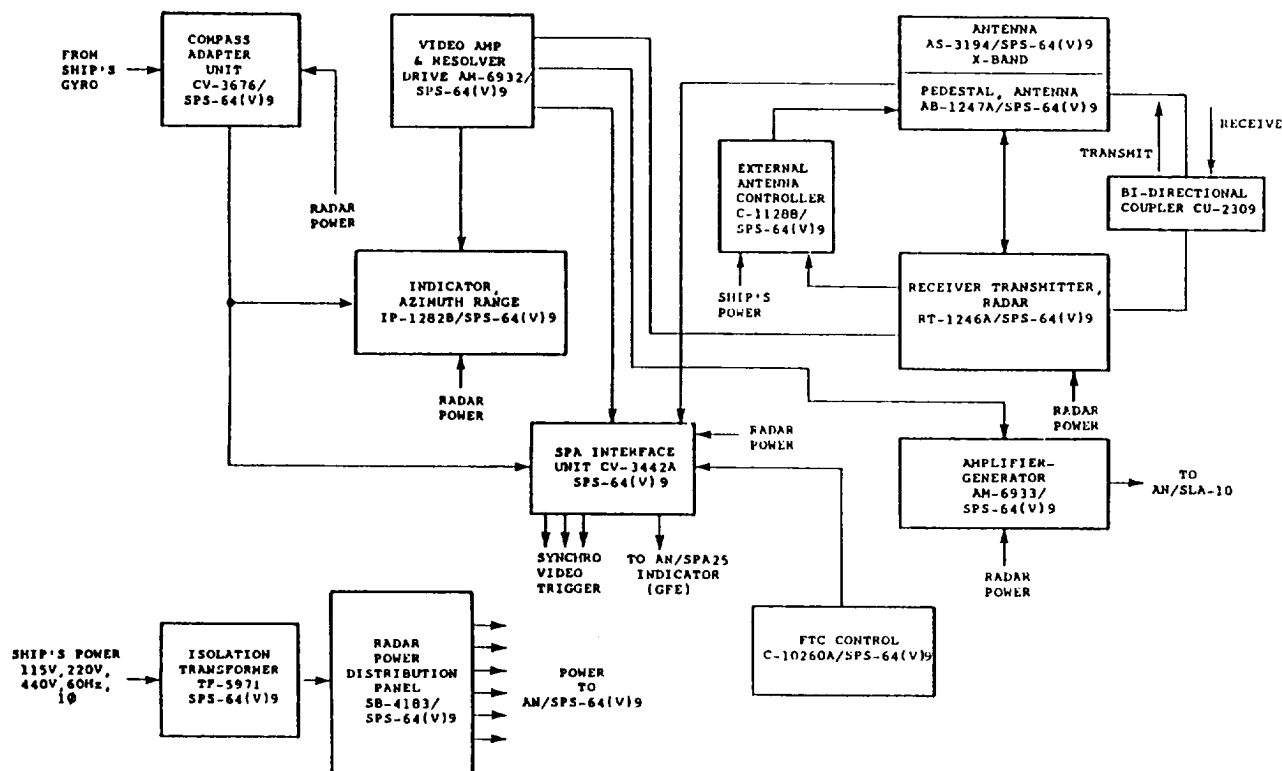 FROM
SHIP'S
GYRO
COMPASS
ADAPTER
UNIT
CV-3676/
SPS-64(V)9
RADAR
POWER
VIDEO AMP
& RESOLVER
DRIVE AM-6932/
SPS-64(V)9
ANTENNA
AS-3194/SPS-64(V)9
X-BAND
PEDESTAL, ANTENNA
AB-1247A/SPS-64(V)9
TRANSMIT
RECEIVE
BI-DIRECTIONAL
COUPLER CU-2309
EXTERNAL
ANTENNA
CONTROLLER
C-11288/
SPS-64(V)9
SHIP'S
POWER
INDICATOR,
AZIMUTH RANGE
IP-1282B/SPS-64(V)9
RADAR
POWER
RECEIVER TRANSMITTER,
RADAR
RT-1246A/SPS-64(V)9
RADAR
POWER
SPA INTERFACE
UNIT CV-3442A
SPS-64(V)9
RADAR
POWER
SYNCHRO
VIDEO
TRIGGER
TO AN/SPA25
INDICATOR
(GFE)
AMPLIFIER-
GENERATOR
AM-6933/
SPS-64(V)9
TO
AN/SLA-10
RADAR
POWER
FTC CONTROL
C-10260A/SPS-64(V)9
SHIP'S POWER
115V,220V,
440V,60Hz,
1Ø
ISOLATION
TRANSFORMER
TF-5971
SPS-64(V)9
RADAR
POWER
DISTRIBUTION
PANEL
SB-4183/
SPS-64(V)9
POWER
TO
AN/SPS-64(V)9